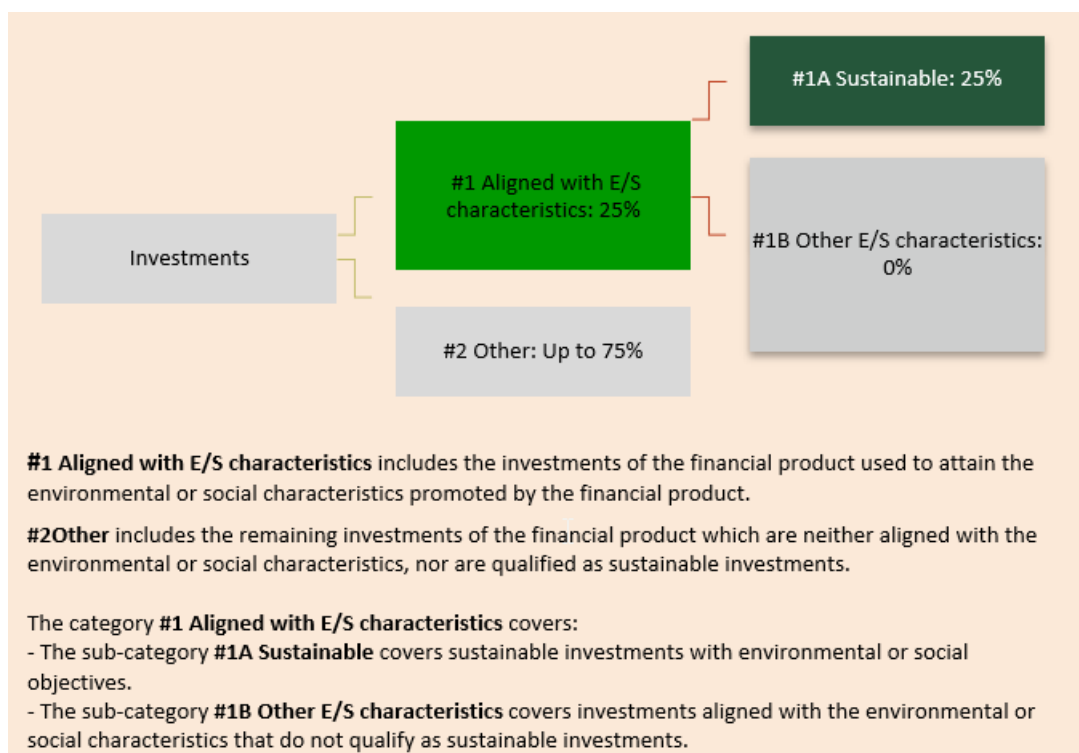 #1A Sustainable: 25%
#1 Aligned with E/S
characteristics: 25%
#1B Other E/S characteristics:
0%
Investments
#2 Other: Up to 75%
#1 Aligned with E/S characteristics includes the investments of the financial product used to attain the
environmental or social characteristics promoted by the financial product.
#2Other includes the remaining investments of the financial product which are neither aligned with the
environmental or social characteristics, nor are qualified as sustainable investments.
The category #1 Aligned with E/S characteristics covers:
- The sub-category #1A Sustainable covers sustainable investments with environmental or social
objectives.
- The sub-category #1B Other E/S characteristics covers investments aligned with the environmental or
social characteristics that do not qualify as sustainable investments.